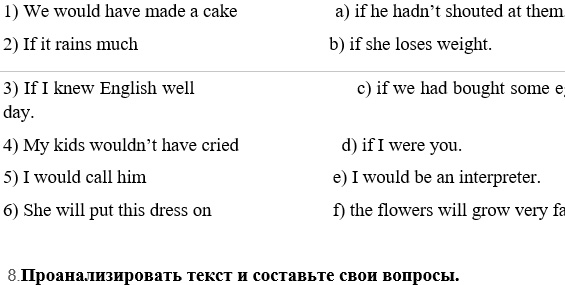 1) We would have made a cake a) if he hadn’t shouted at them
2) If it rains much b) if she loses weight.
3) If I knew English well c) if we had bought some
day.
4) My kids wouldn’t have cried d) if I were you.
5) I would call him e) I would be an interpreter.
6) She will put this dress on f) the flowers will grow very
8.Проанализировать текст и составьте свои вопросы.